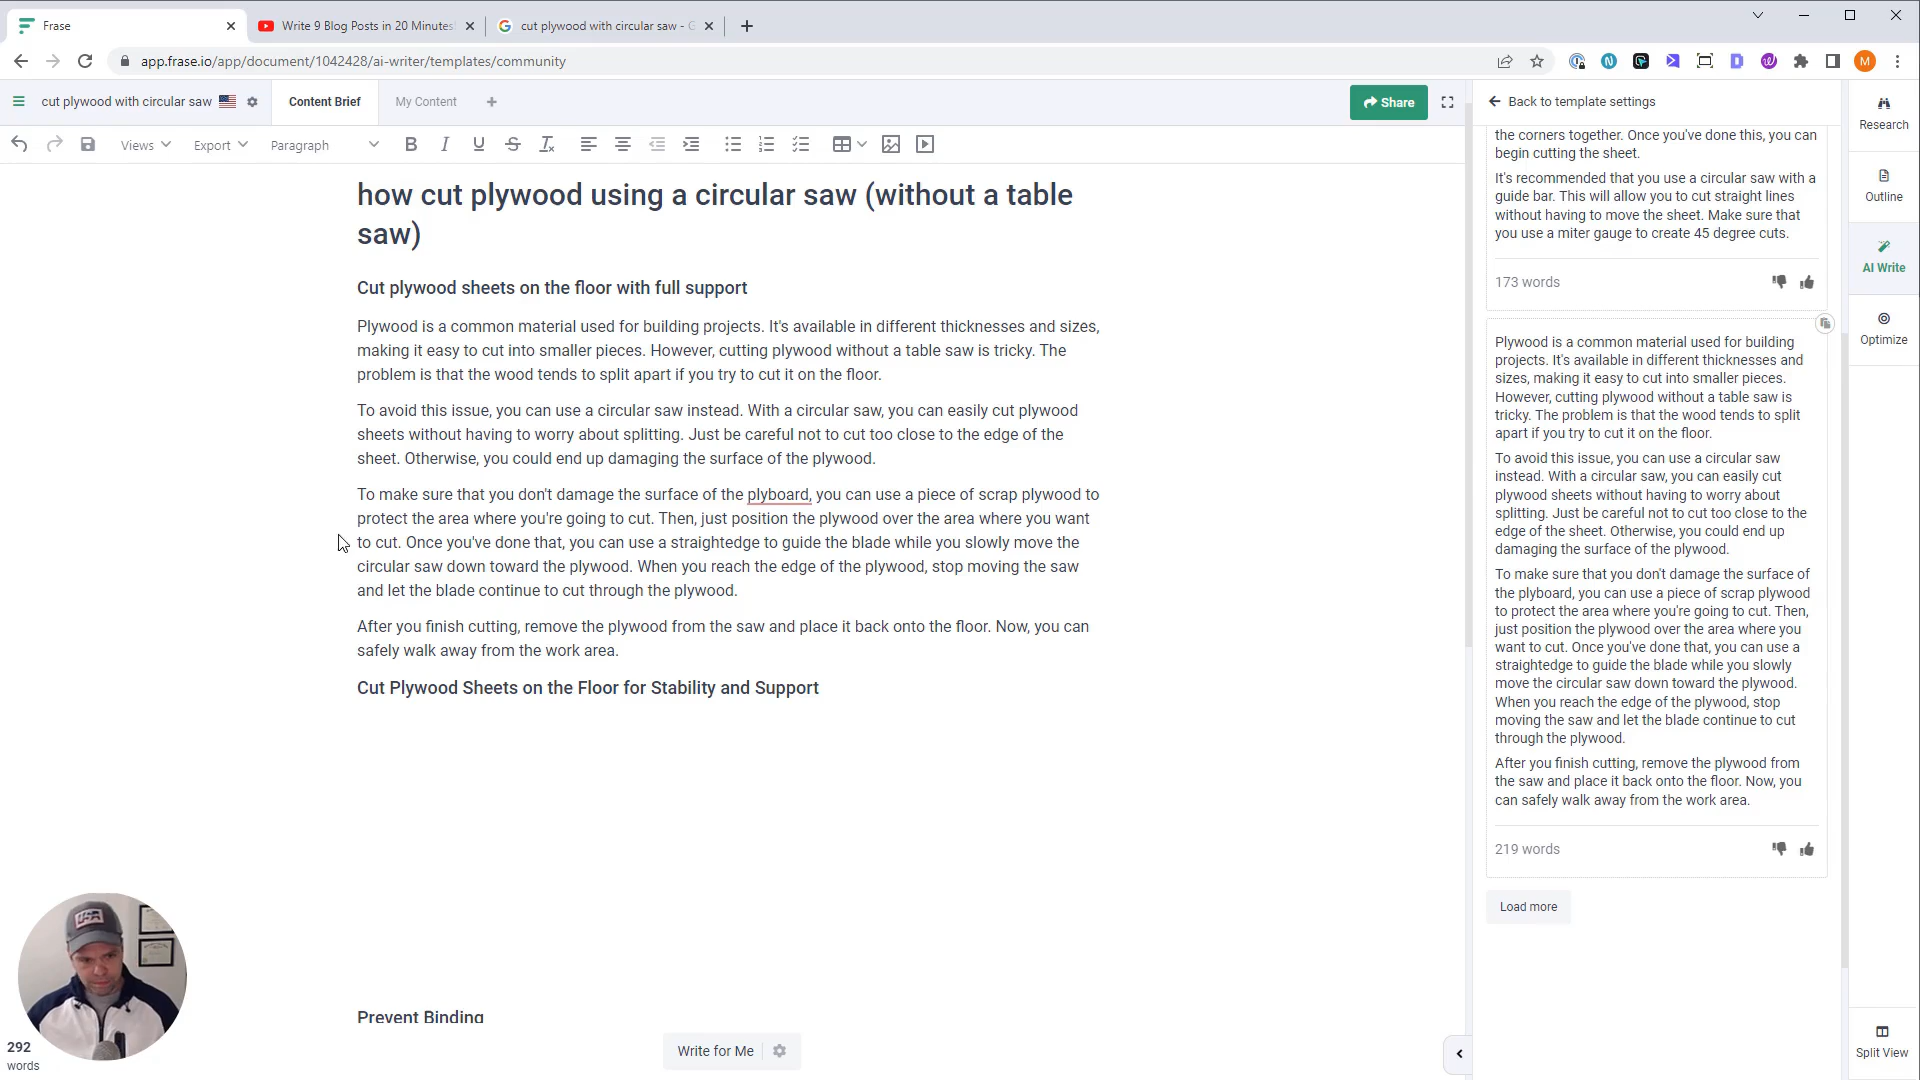 Frase
Write 9 Blog Posts in 20 Minutes
cut plywood with circular saw - G
app.frase.io/app/document/1042428/ai-writer/templates/community
M
cut plywood with circular saw
Content Brief
My Content
Share
Back to template settings
Research
Views
Export
Paragraph
the corners together. Once you've done this, you can
begin cutting the sheet.
It's recommended that you use a circular saw with a
guide bar. This will allow you to cut straight lines
without having to move the sheet. Make sure that
you use a miter gauge to create 45 degree cuts.
173 words
Outline
AI Write
Optimize
how cut plywood using a circular saw (without a table
saw)
Cut plywood sheets on the floor with full support
Plywood is a common material used for building projects. It's available in different thicknesses and sizes,
making it easy to cut into smaller pieces. However, cutting plywood without a table saw is tricky. The
problem is that the wood tends to split apart if you try to cut it on the floor.
To avoid this issue, you can use a circular saw instead. With a circular saw, you can easily cut plywood
sheets without having to worry about splitting. Just be careful not to cut too close to the edge of the
sheet. Otherwise, you could end up damaging the surface of the plywood.
To make sure that you don't damage the surface of the plyboard, you can use a piece of scrap plywood to
protect the area where you're going to cut. Then, just position the plywood over the area where you want
to cut. Once you've done that, you can use a straightedge to guide the blade while you slowly move the
circular saw down toward the plywood. When you reach the edge of the plywood, stop moving the saw
and let the blade continue to cut through the plywood.
After you finish cutting, remove the plywood from the saw and place it back onto the floor. Now, you can
safely walk away from the work area.
Cut Plywood Sheets on the Floor for Stability and Support
Prevent Binding
Plywood is a common material used for building
projects. It's available in different thicknesses and
sizes, making it easy to cut into smaller pieces.
However, cutting plywood without a table saw is
tricky. The problem is that the wood tends to split
apart if you try to cut it on the floor.
To avoid this issue, you can use a circular saw
instead. With a circular saw, you can easily cut
plywood sheets without having to worry about
splitting. Just be careful not to cut too close to the
edge of the sheet. Otherwise, you could end up
damaging the surface of the plywood.
To make sure that you don't damage the surface of
the plyboard, you can use a piece of scrap plywood
to protect the area where you're going to cut. Then,
just position the plywood over the area where you
want to cut. Once you've done that, you can use a
straightedge to guide the blade while you slowly
move the circular saw down toward the plywood.
When you reach the edge of the plywood, stop
moving the saw and let the blade continue to cut
through the plywood.
After you finish cutting, remove the plywood from
the saw and place it back onto the floor. Now, you
can safely walk away from the work area.
219 words
Load more
292
words
Write for Me
Split View